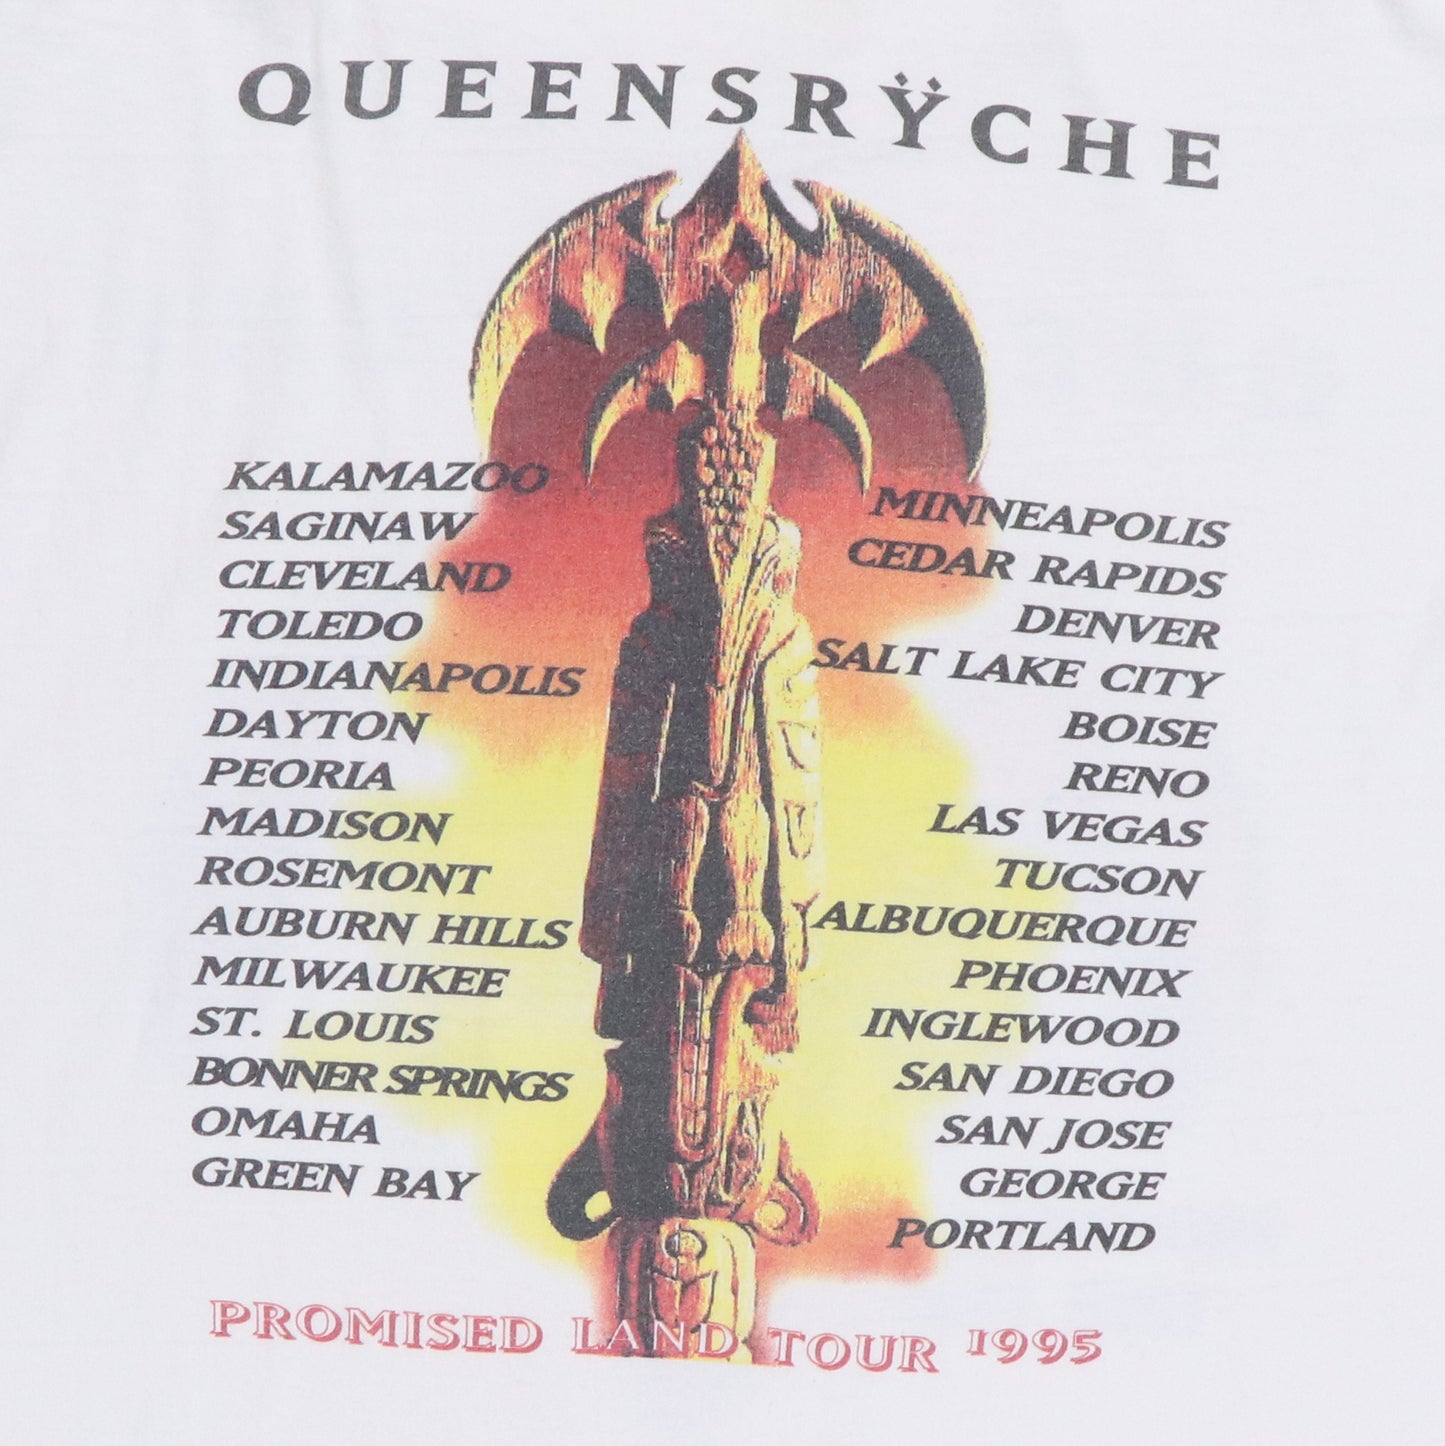 QUEENSRŸCHE
KALAMAZOO
SAGINAW
CLEVELAND
TOLEDO
INDIANAPOLIS
DAYTON
PEORIA
MADISON
ROSEMONT
AUBURN HILLS
MILWAUKEE
ST. LOUIS
BONNER SPRINGS
OMAHA
GREEN BAY
MINNEAPOLIS
CEDAR RAPIDS
DENVER
SALT LAKE CITY
BOISE
RENO
LAS VEGAS
TUCSON
ALBUQUERQUE
PHOENIX
INGLEWOOD
SAN DIEGO
SAN JOSE
GEORGE
PORTLAND
PROMISED LAND TOUR 1995